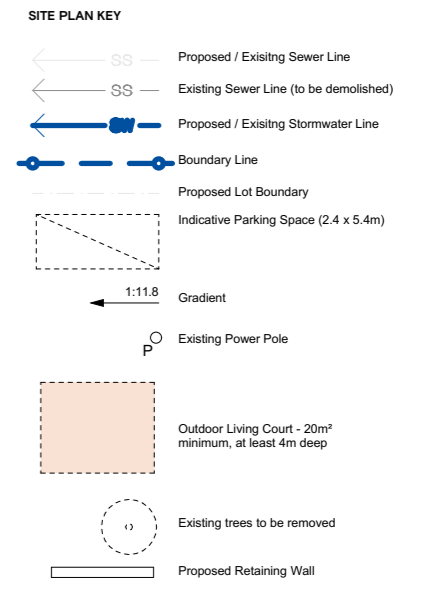 SITE PLAN KEY
SS Proposed / Exisitng Sewer Line
SS Existing Sewer Line (to be demolished)
SW Proposed / Exisitng Stormwater Line
Boundary Line
Proposed Lot Boundary
Indicative Parking Space (2.4 x 5.4m)
1:11.8 Gradient
P Existing Power Pole
Outdoor Living Court - 20m²
minimum, at least 4m deep
Existing trees to be removed
Proposed Retaining Wall